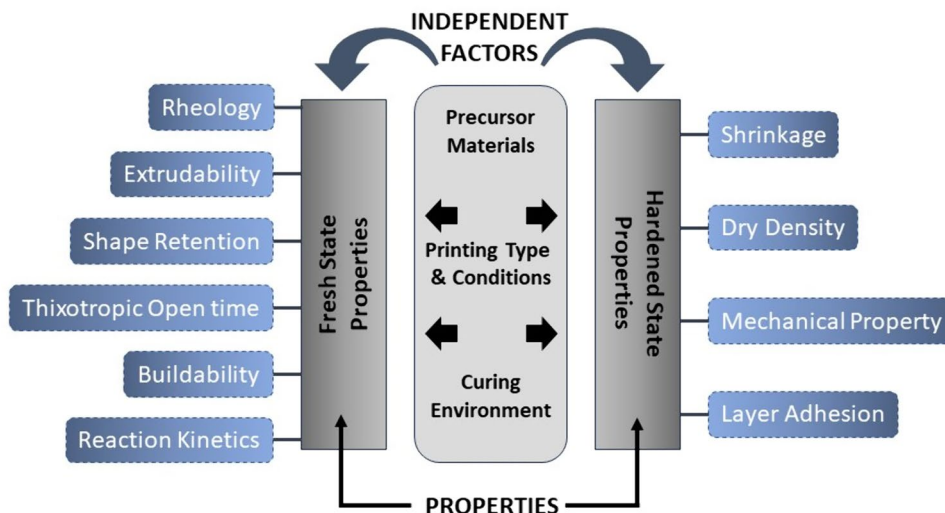 INDEPENDENT
FACTORS
Rheology
Extrudability
Shape Retention
Thixotropic Open time
Buildability
Reaction Kinetics
Fresh State
Properties
Precursor
Materials
Printing Type
& Conditions
Curing
Environment
Hardened State
Properties
Shrinkage
Dry Density
Mechanical Property
Layer Adhesion
PROPERTIES